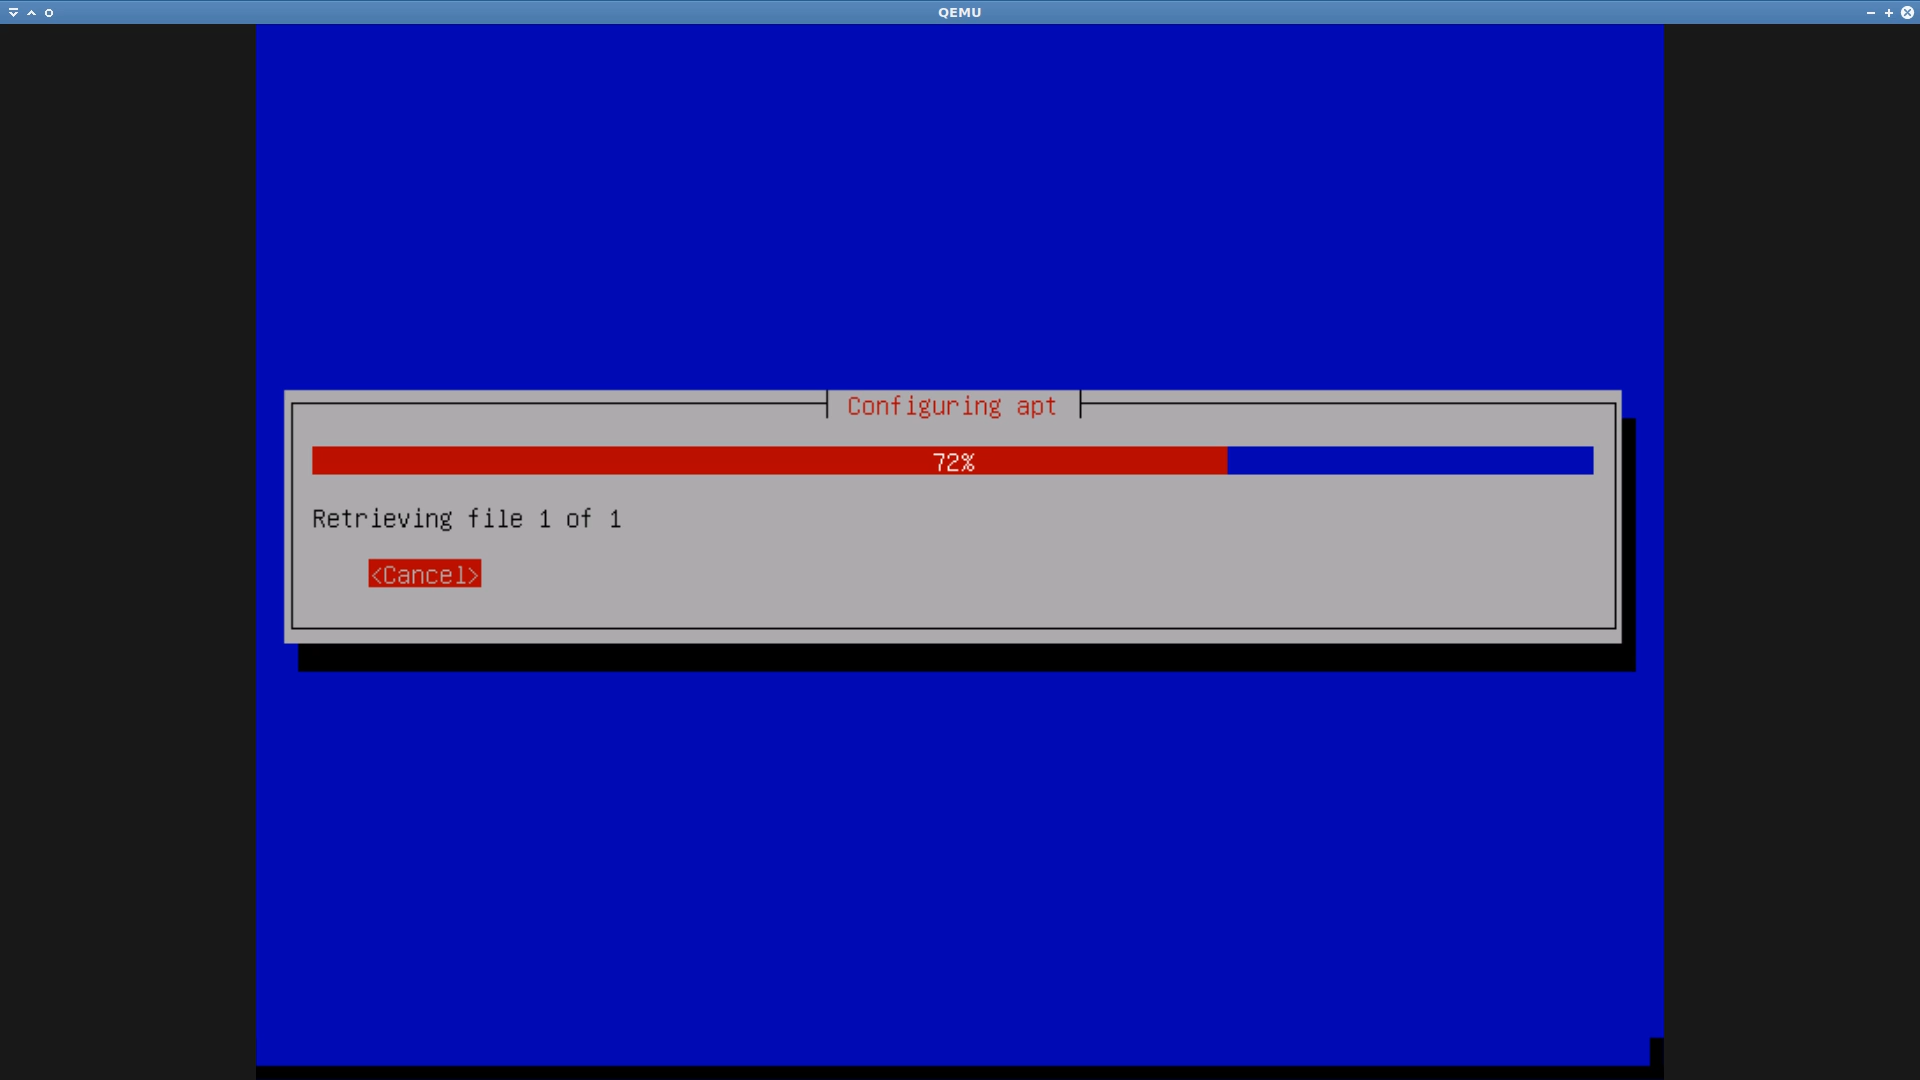 QEMU
Configuring apt
72%
Retrieving file 1 of 1
<Cancel>